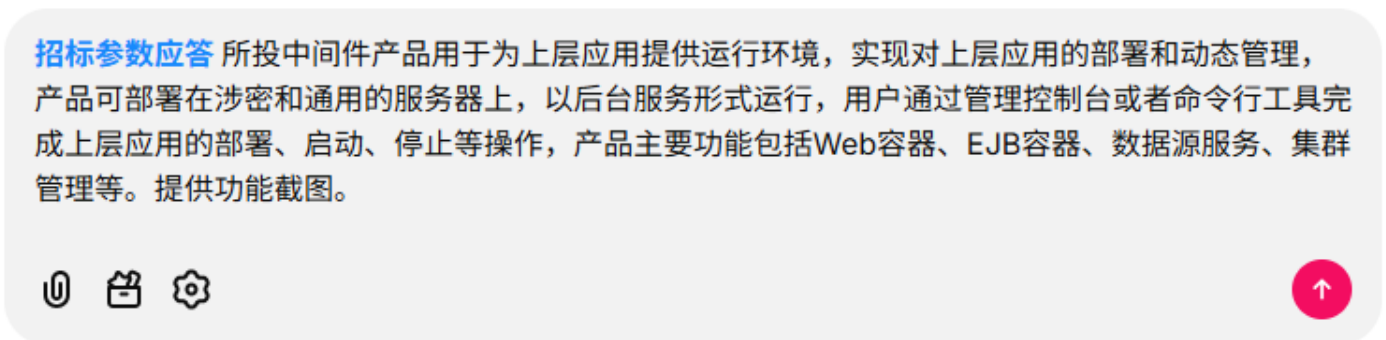 招标参数应答 所投中间件产品用于为上层应用提供运行环境，实现对上层应用的部署和动态管理，
产品可部署在涉密和通用的服务器上，以后台服务形式运行，用户通过管理控制台或者命令行工具完
成上层应用的部署、启动、停止等操作，产品主要功能包括Web容器、EJB容器、数据源服务、集群
管理等。提供功能截图。